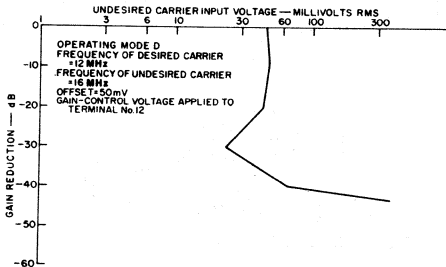 UNDESIRED CARRIER INPUT VOLTAGE — MILLIVOLTS RMS
1 3 6 10 30 60 100 300
OPERATING MODE D
FREQUENCY OF DESIRED CARRIER
=12 MHz
FREQUENCY OF UNDESIRED CARRIER
=16 MHz
OFFSET=50mV
GAIN-CONTROL VOLTAGE APPLIED TO
TERMINAL No.12
GAIN REDUCTION — dB
0
-10
-20
-30
-40
-50
-60